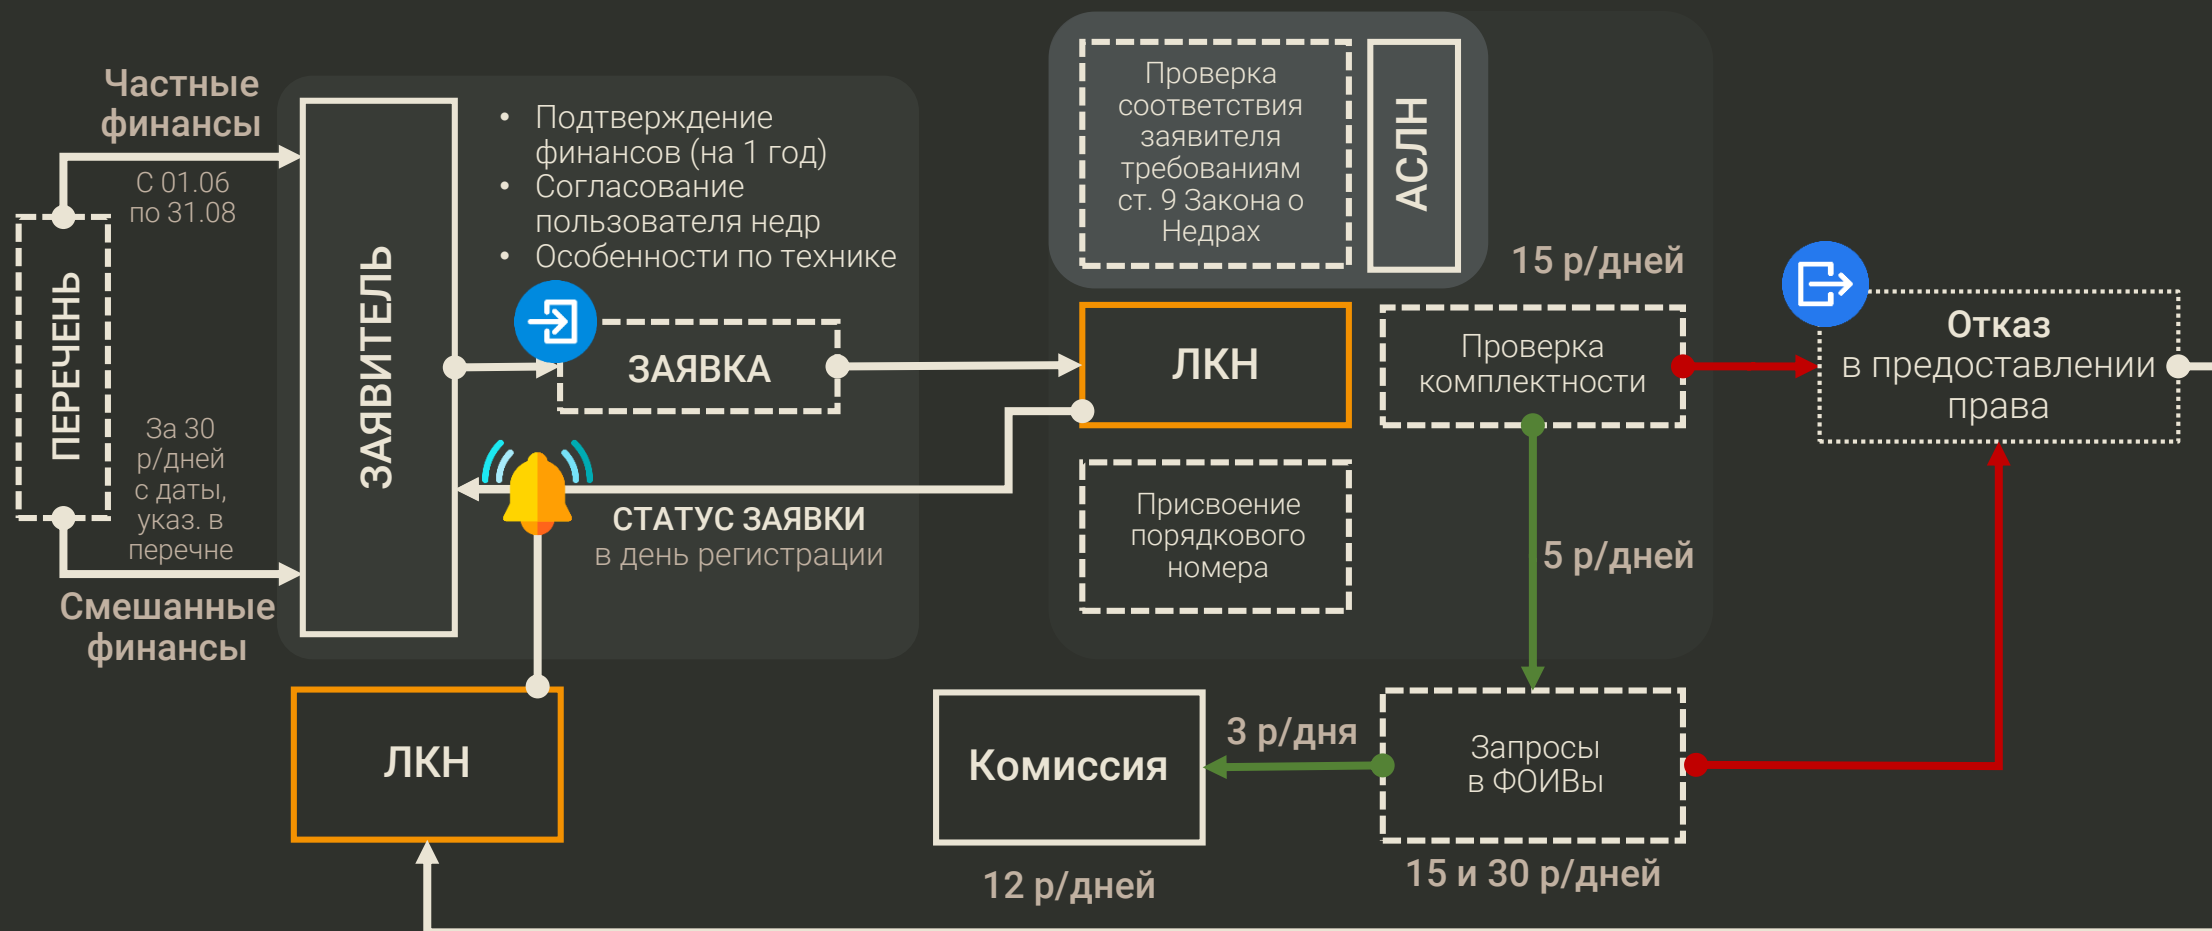 Частные
финансы
С 01.06
по 31.08
ПЕРЕЧЕНЬ
За 30
р/дней
с даты,
указ. в
перечне
Смешанные
финансы
ЗАЯВИТЕЛЬ
• Подтверждение
финансов (на 1 год)
• Согласование
пользователя недр
• Особенности по технике
ЗАЯВКА
СТАТУС ЗАЯВКИ
в день регистрации
ЛКН
Проверка
соответствия
заявителя
требованиям
ст. 9 Закона о
Недрах
АСЛН
15 р/дней
ЛКН
Проверка
комплектности
Присвоение
порядкового
номера
5 р/дней
Отказ
в предоставлении
права
Комиссия
12 р/дней
3 р/дня
Запросы
в ФОИВы
15 и 30 р/дней